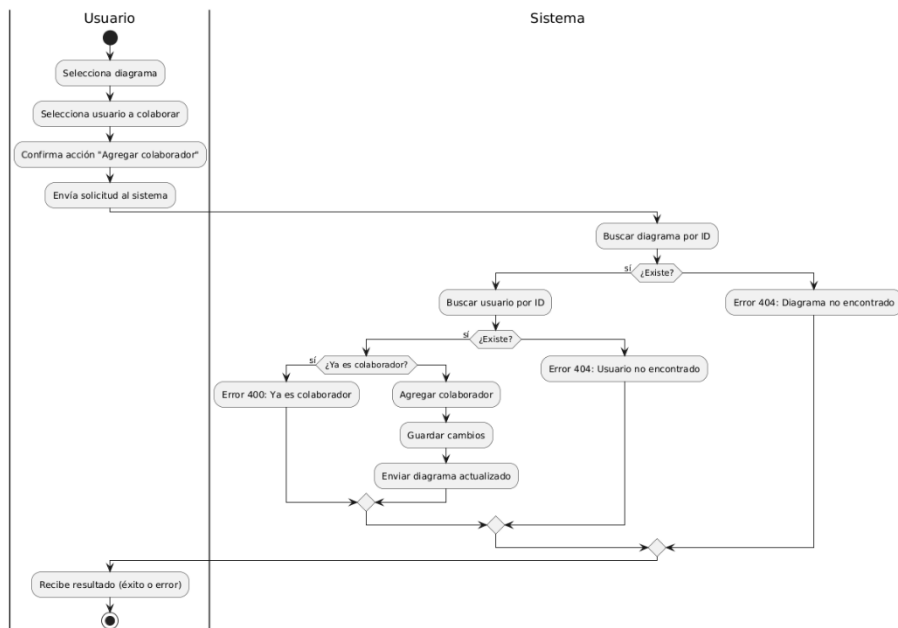 Usuario
Sistema
Selecciona diagrama
Selecciona usuario a colaborar
Confirma acción "Agregar colaborador"
Envía solicitud al sistema
Buscar diagrama por ID
sí
¿Existe?
Buscar usuario por ID
Error 404: Diagrama no encontrado
sí
¿Existe?
sí
¿Ya es colaborador?
Error 404: Usuario no encontrado
Error 400: Ya es colaborador
Agregar colaborador
Guardar cambios
Enviar diagrama actualizado
Recibe resultado (éxito o error)